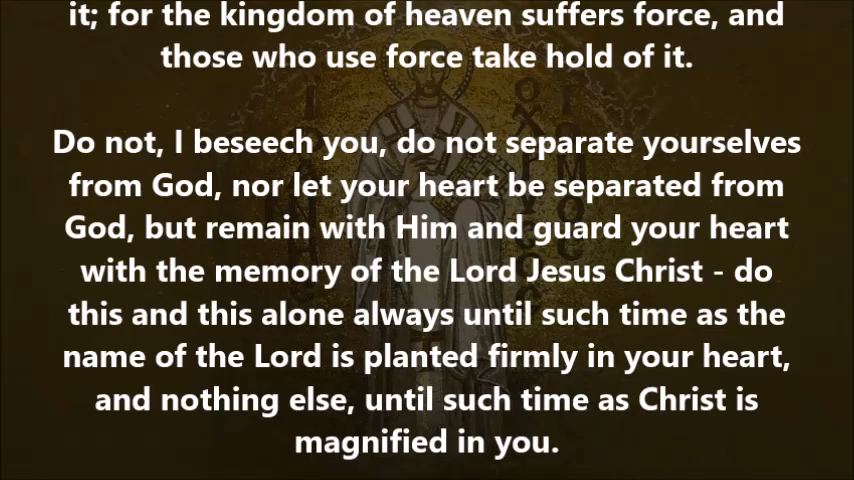 it; for the kingdom of heaven suffers force, and
those who use force take hold of it.
Do not, I beseech you, do not separate yourselves
from God, nor let your heart be separated from
God, but remain with Him and guard your heart
with the memory of the Lord Jesus Christ - do
this and this alone always until such time as the
name of the Lord is planted firmly in your heart,
and nothing else, until such time as Christ is
magnified in you.